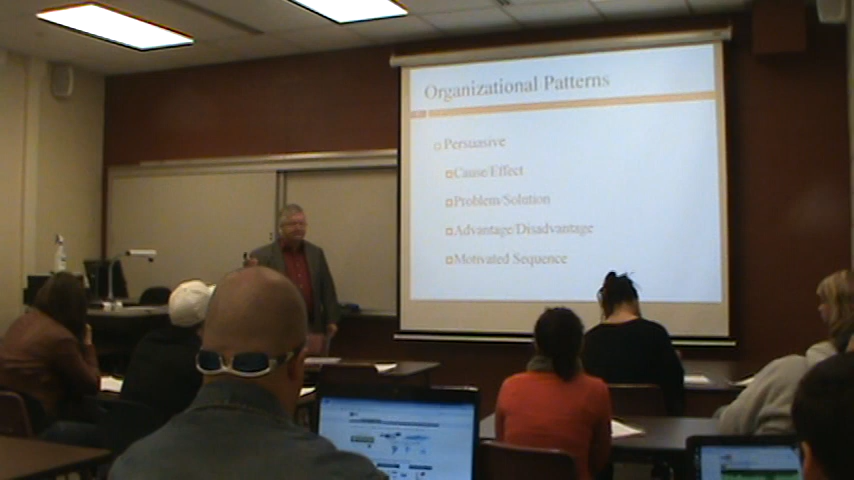 Organizational Patterns
Persuasive
Cause/Effect
Problem/Solution
Advantage/Disadvantage
Motivated Sequence